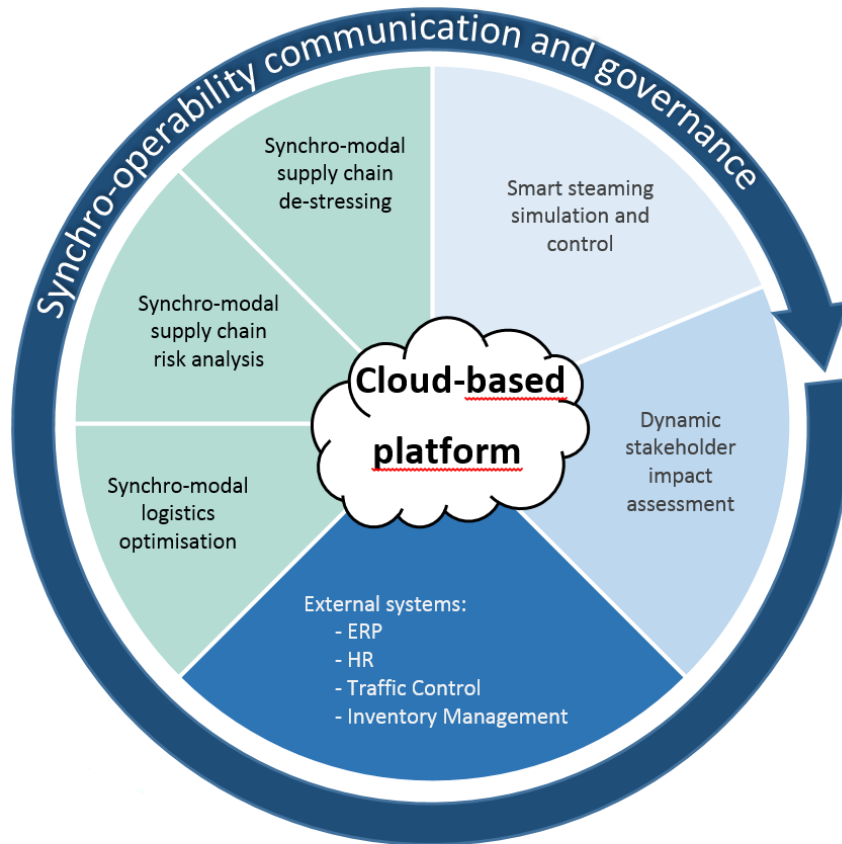 Synchro-operability communication and governance
Synchro-modal
supply chain
de-stressing
Smart steaming
simulation and
control
Synchro-modal
supply chain
risk analysis
Cloud-based
platform
Dynamic
stakeholder
impact
assessment
Synchro-modal
logistics
optimisation
External systems:
- ERP
- HR
- Traffic Control
- Inventory Management